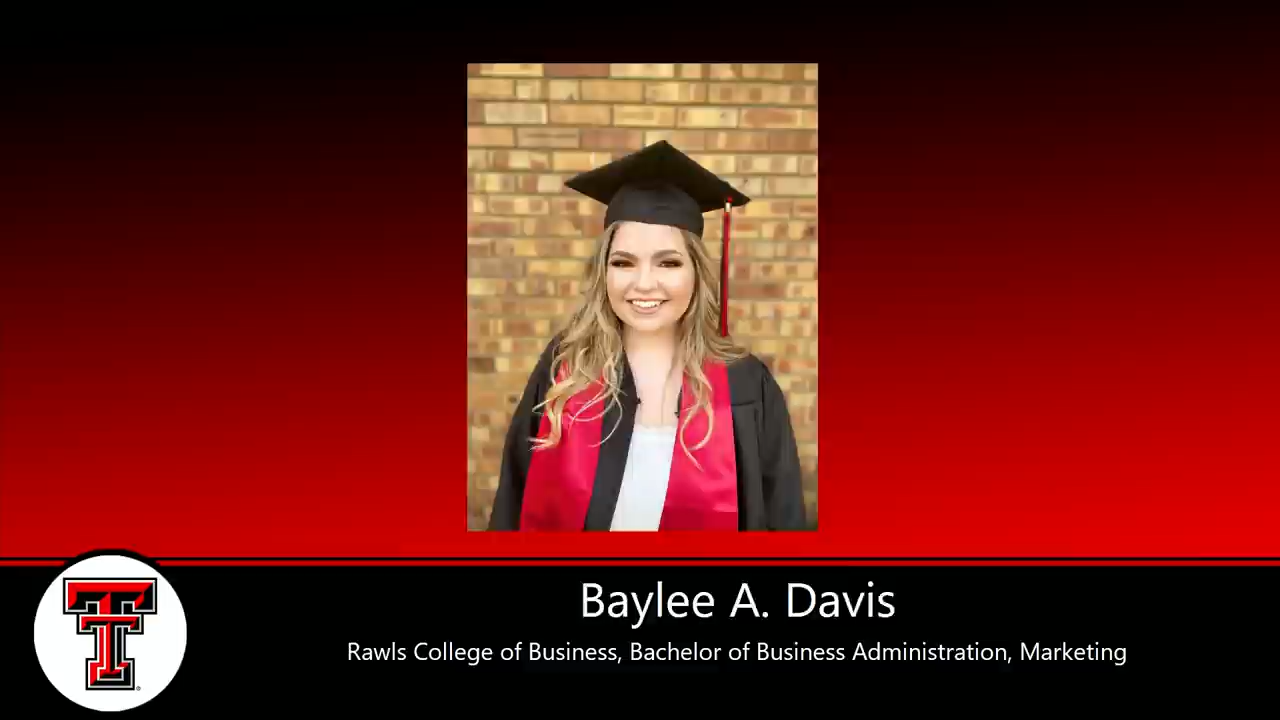 Baylee A. Davis
Rawls College of Business, Bachelor of Business Administration, Marketing